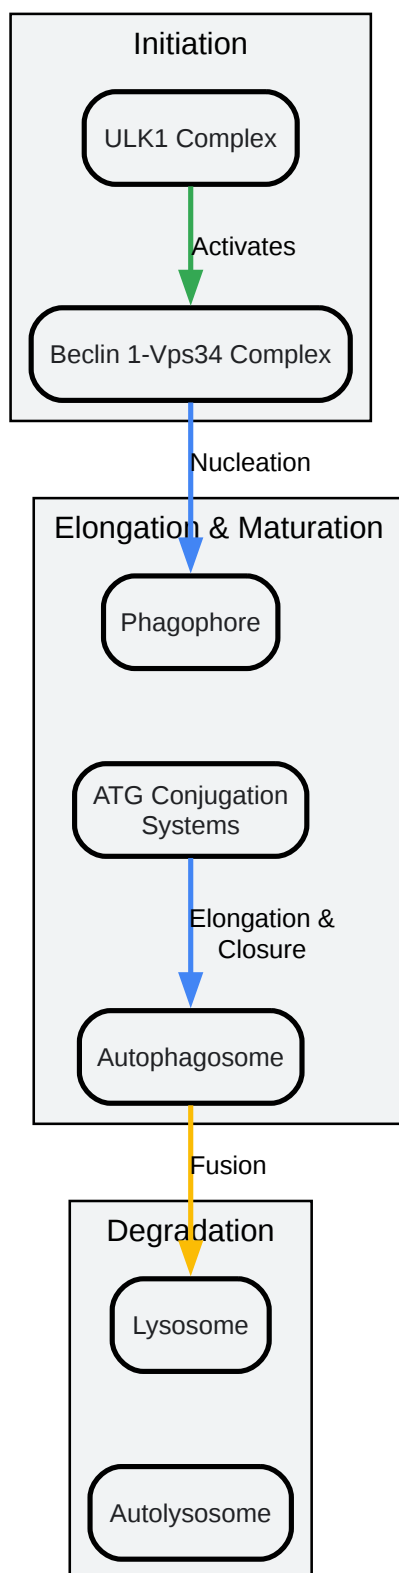 Initiation
ULK1 Complex
Activates
Beclin 1-Vps34 Complex
Nucleation
Elongation & Maturation
Phagophore
ATG Conjugation
Systems
Elongation &
Closure
Autophagosome
Fusion
Degradation
Lysosome
Autolysosome